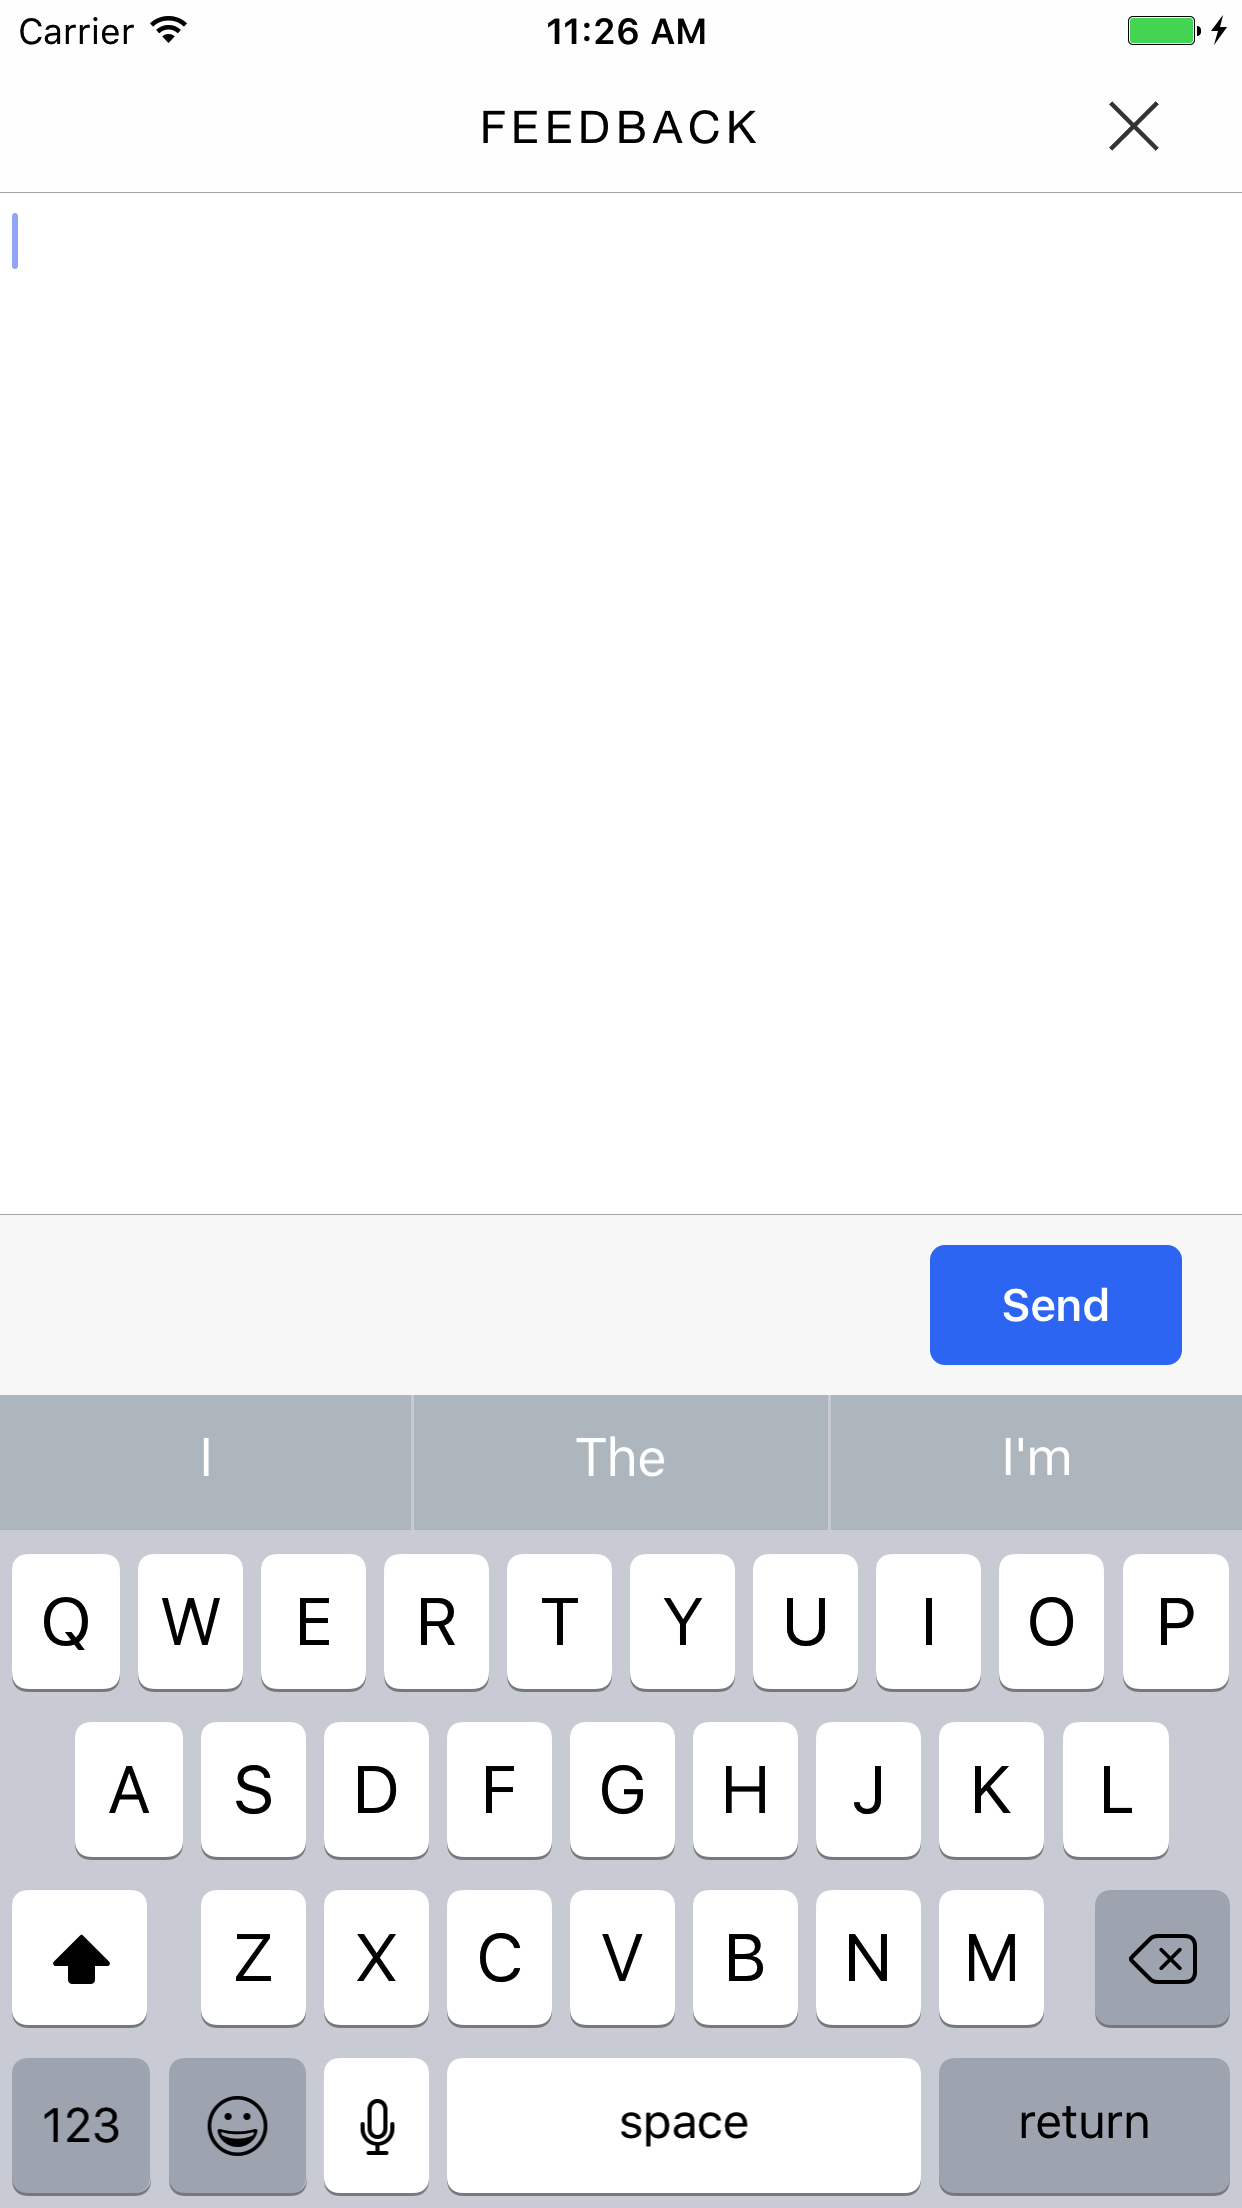 Carrier 11:26 AM
FEEDBACK
Send
I The I'm
Q W E R T Y U I O P
A S D F G H J K L
Z X C V B N M
123 space return